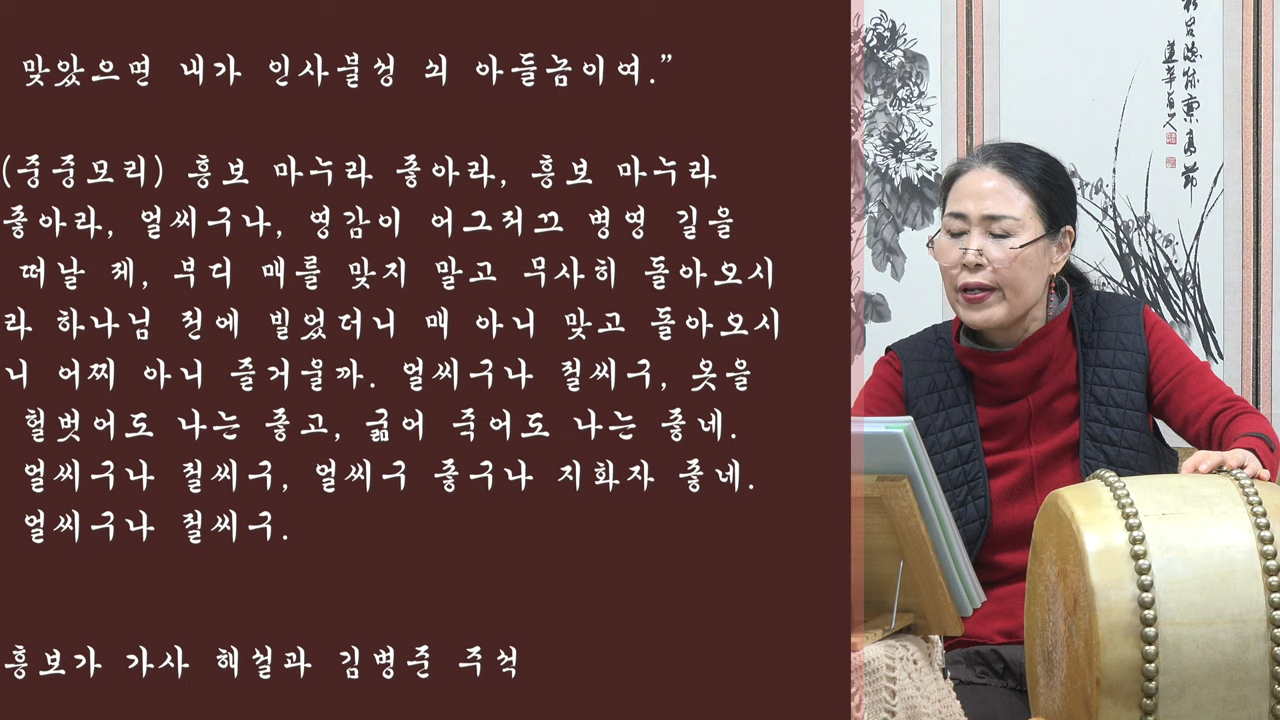 맞았으면 내가 인사불성 쇠 아들놈이여.”
(중중모리) 흥보 마누라 좋아라, 흥보 마누라
좋아라, 얼씨구나, 영감이 어그저끄 병영 길을
떠날 제, 부디 매를 맞지 말고 무사히 돌아오시
라 하나님 전에 빌었더니 매 아니 맞고 돌아오시
니 어찌 아니 즐거울까. 얼씨구나 절씨구, 옷을
헐벗어도 나는 좋고, 굶어 죽어도 나는 좋네.
얼씨구나 절씨구, 얼씨구 좋구나 지화자 좋네.
얼씨구나 절씨구.
흥보가 가사 해설과 김병준 주석